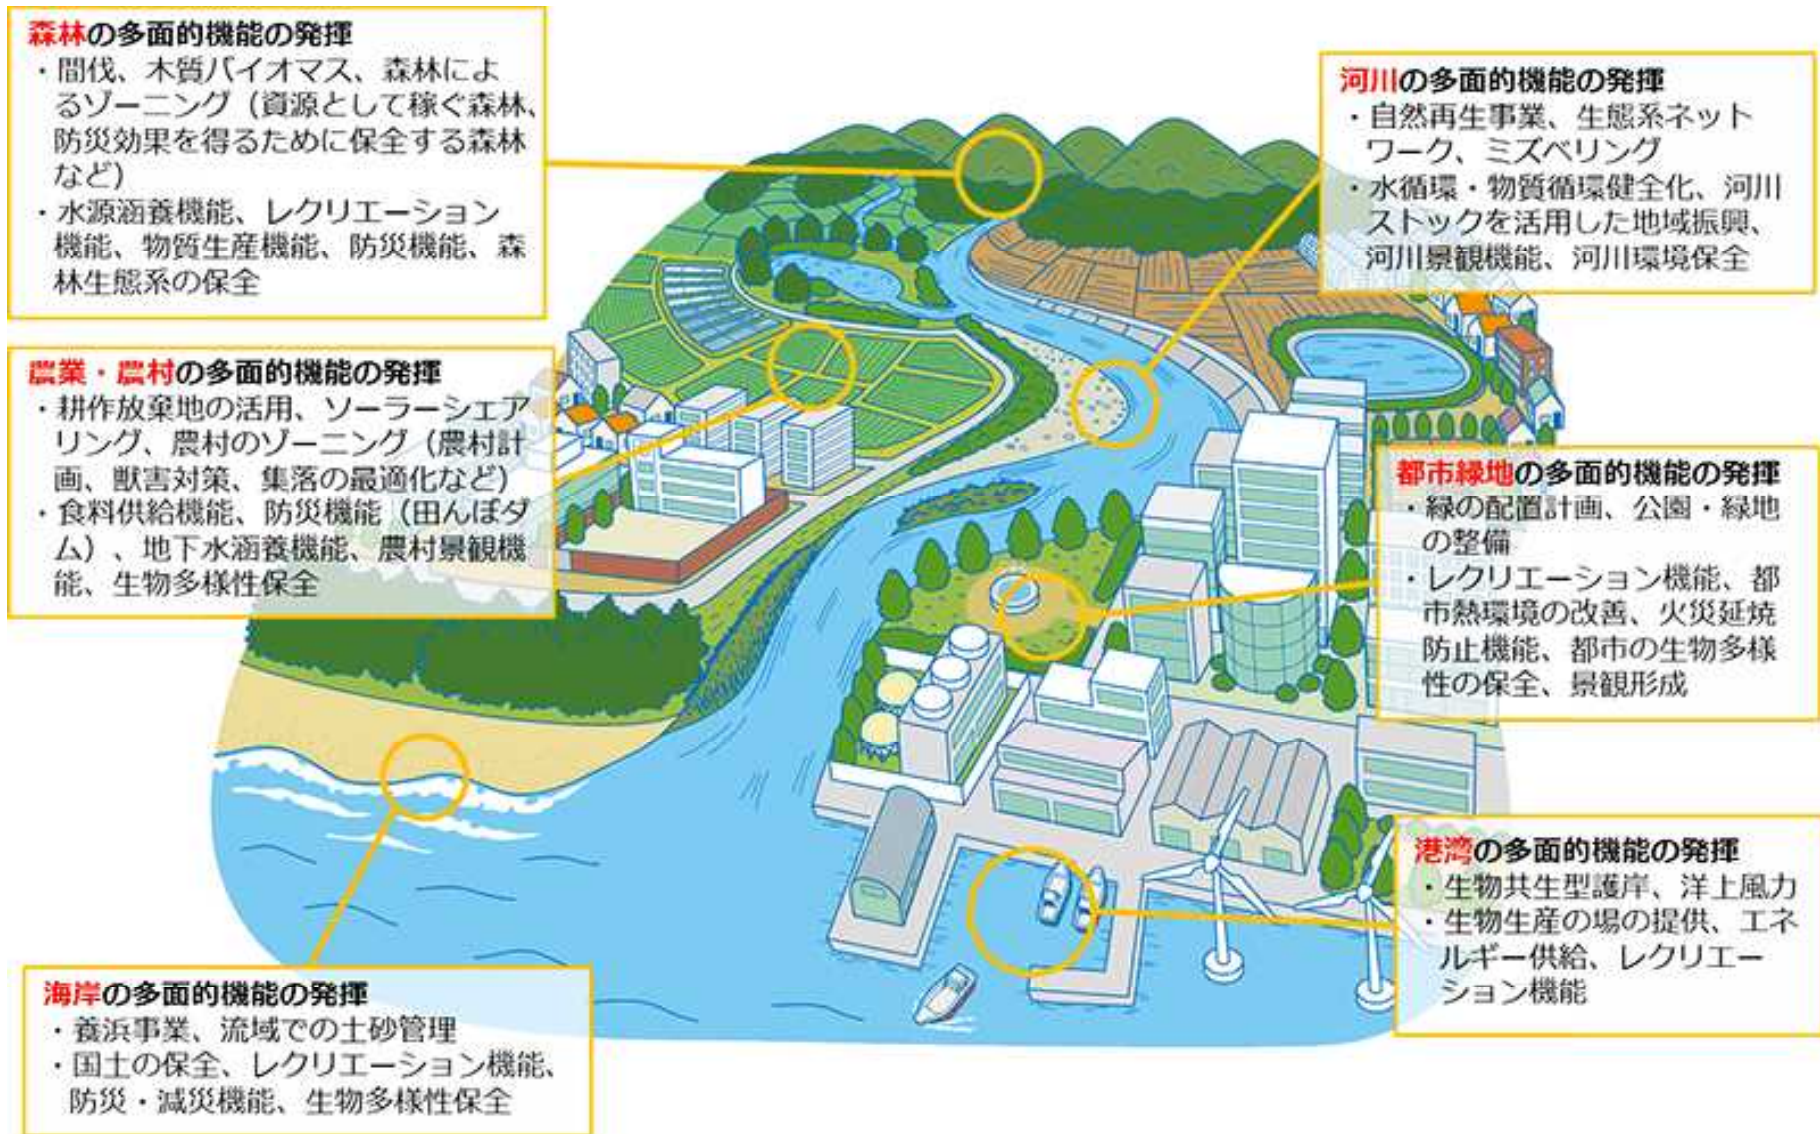 森林の多面的機能の発揮
・間伐、木質バイオマス、森林によ
るゾーニング（資源として稼ぐ森林、
防災効果を得るために保全する森林
など）
・水源涵養機能、レクリエーション
機能、物質生産機能、防災機能、森
林生態系の保全
河川の多面的機能の発揮
・自然再生事業、生態系ネット
ワーク、ミズベリング
・水循環・物質循環健全化、河川
ストックを活用した地域振興、
河川景観機能、河川環境保全
農業・農村の多面的機能の発揮
・耕作放棄地の活用、ソーラーシェア
リング、農村のゾーニング（農村計
画、獣害対策、集落の最適化など）
・食料供給機能、防災機能（田んぼダ
ム）、地下水涵養機能、農村景観機
能、生物多様性保全
都市緑地の多面的機能の発揮
・緑の配置計画、公園・緑地
の整備
・レクリエーション機能、都
市熱環境の改善、火災延焼
防止機能、都市の生物多様
性の保全、景観形成
港湾の多面的機能の発揮
・生物共生型護岸、洋上風力
・生物生産の場の提供、エネ
ルギー供給、レクリエー
ション機能
海岸の多面的機能の発揮
・養浜事業、流域での土砂管理
・国土の保全、レクリエーション機能、
防災・減災機能、生物多様性保全